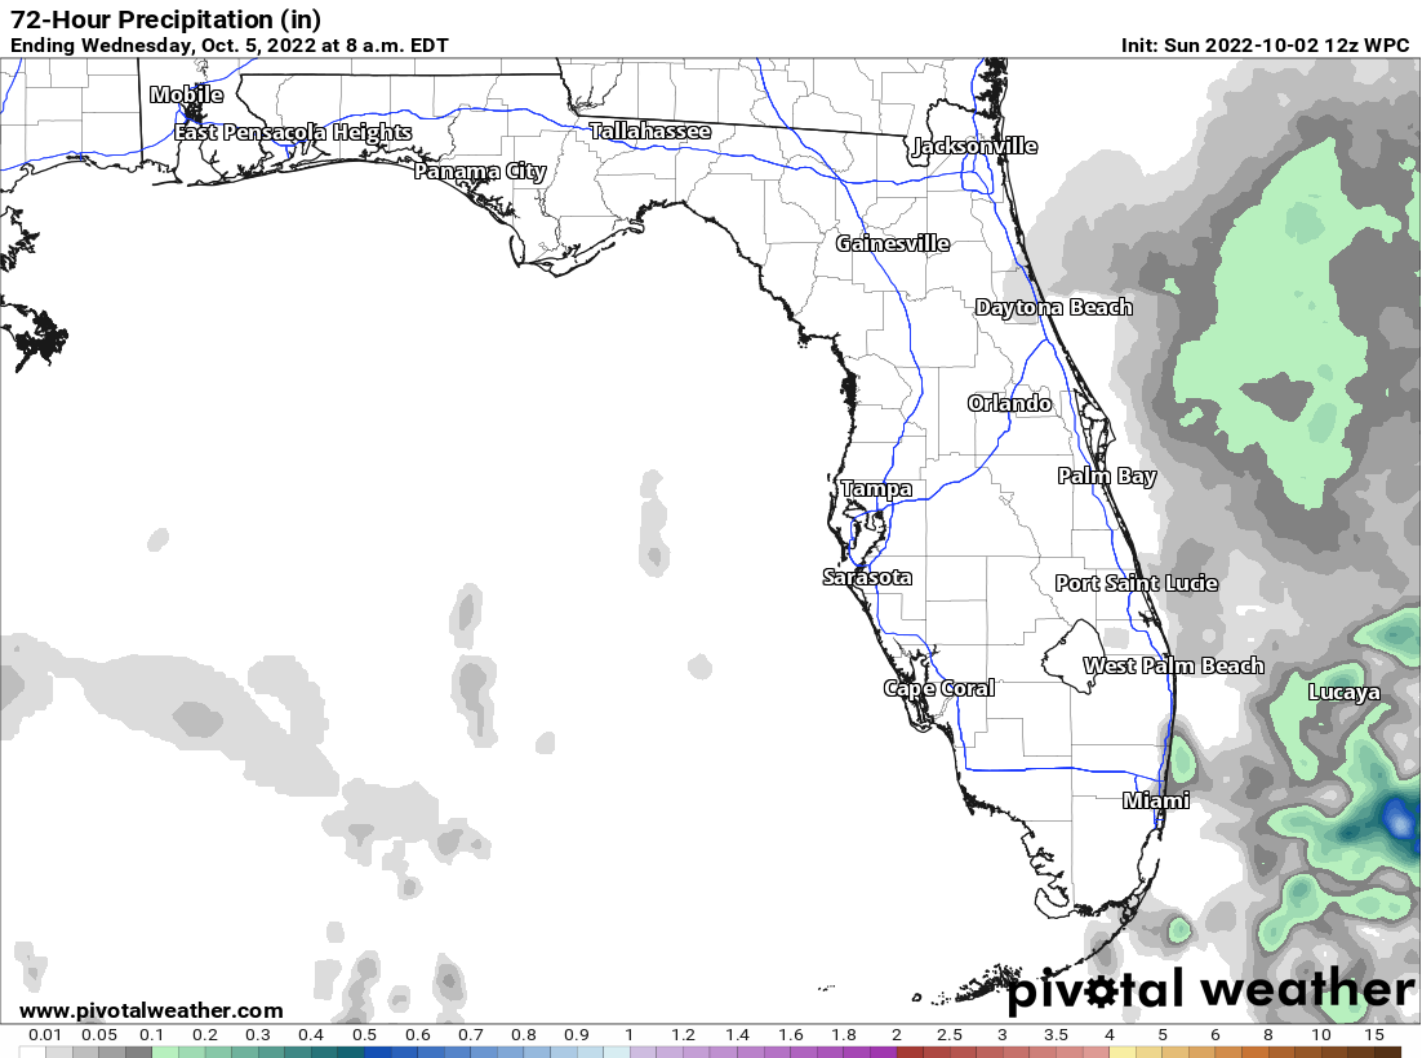 72-Hour Precipitation (in)
Ending Wednesday, Oct. 5, 2022 at 8 a.m. EDT
Init: Sun 2022-10-02 12z WPC
Mobile
East Pensacola Heights
Tallahassee
Jacksonville
Panama City
Gainesville
Daytona Beach
Orlando
Palm Bay
Tampa
Sarasota
Port Saint Lucie
West Palm Beach
Cape Coral
Lucaya
Miami
pivotal weather
www.pivotalweather.com
0.01 0.05 0.1 0.2 0.3 0.4 0.5 0.6 0.7 0.8 0.9 1 1.2 1.4 1.6 1.8 2 2.5 3 3.5 4 5 6 8 10 15